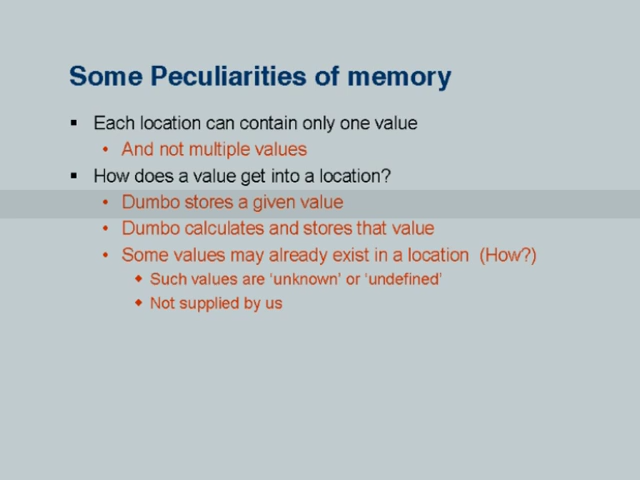 Some Peculiarities of memory
▪ Each location can contain only one value
• And not multiple values
▪ How does a value get into a location?
• Dumbo stores a given value
• Dumbo calculates and stores that value
• Some values may already exist in a location (How?)
◆ Such values are ‘unknown’ or ‘undefined’
◆ Not supplied by us